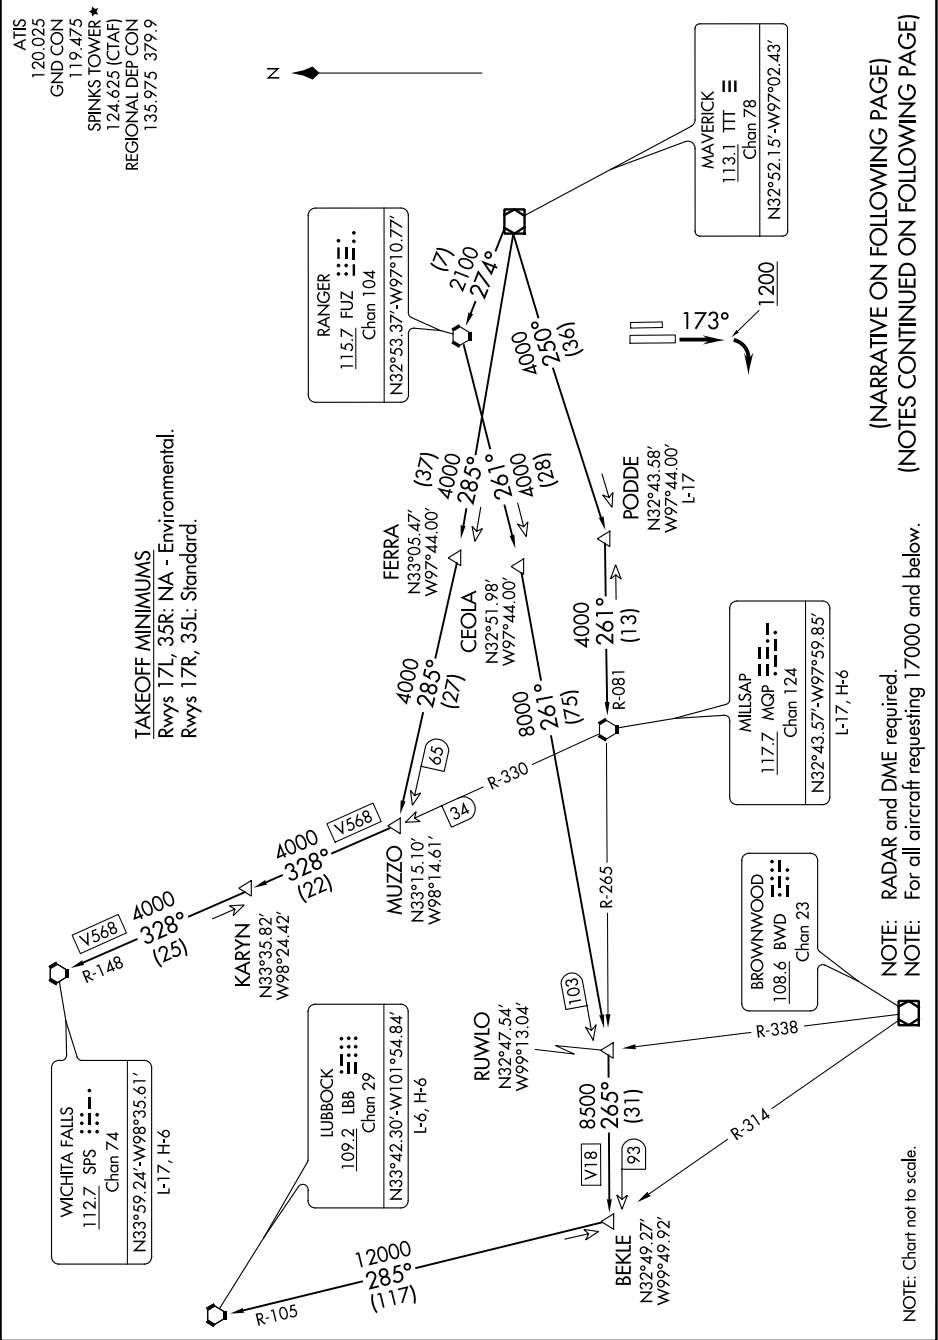 ATIS
120.025
GND CON
119.475
SPINKS TOWER★
124.625 (CTAF)
REGIONAL DEP CON
135.975 379.9
N
TAKEOFF MINIMUMS
Rwys 17L, 35R: NA - Environmental.
Rwys 17R, 35L: Standard.
WICHITA FALLS
112.7 SPS
Chan 74
N33°59.24'-W98°35.61'
L-17, H-6
R-148
V568
4000
328°
(25)
KARYN
N33°35.82'
W98°24.42'
4000
328°
(22)
V568
MUZZO
N33°15.10'
W98°14.61'
65
34
R-330
4000
285°
(27)
FERRA
N33°05.47'
W97°44.00'
(37)
4000
285°
RANGER
115.7 FUZ
Chan 104
N32°53.37'-W97°10.77'
(7)
2100
274°
MAVERICK
113.1 TTT
Chan 78
N32°52.15'-W97°02.43'
261°
4000
(28)
CEOLA
N32°51.98'
W97°44.00'
8000
261°
(75)
4000
250°
(36)
PODDE
N32°43.58'
W97°44.00'
L-17
4000
261°
(13)
R-081
MILLSAP
117.7 MQP
Chan 124
N32°43.57'-W97°59.85'
L-17, H-6
R-265
173°
1200
LUBBOCK
109.2 LBB
Chan 29
N33°42.30'-W101°54.84'
L-6, H-6
R-105
12000
285°
(117)
RUWLO
N32°47.54'
W99°13.04'
103
8500
265°
(31)
V18
93
BEKLE
N32°49.27'
W99°49.92'
BROWNWOOD
108.6 BWD
Chan 23
R-338
R-314
NOTE: RADAR and DME required.
NOTE: For all aircraft requesting 17000 and below.
(NARRATIVE ON FOLLOWING PAGE)
(NOTES CONTINUED ON FOLLOWING PAGE)
NOTE: Chart not to scale.